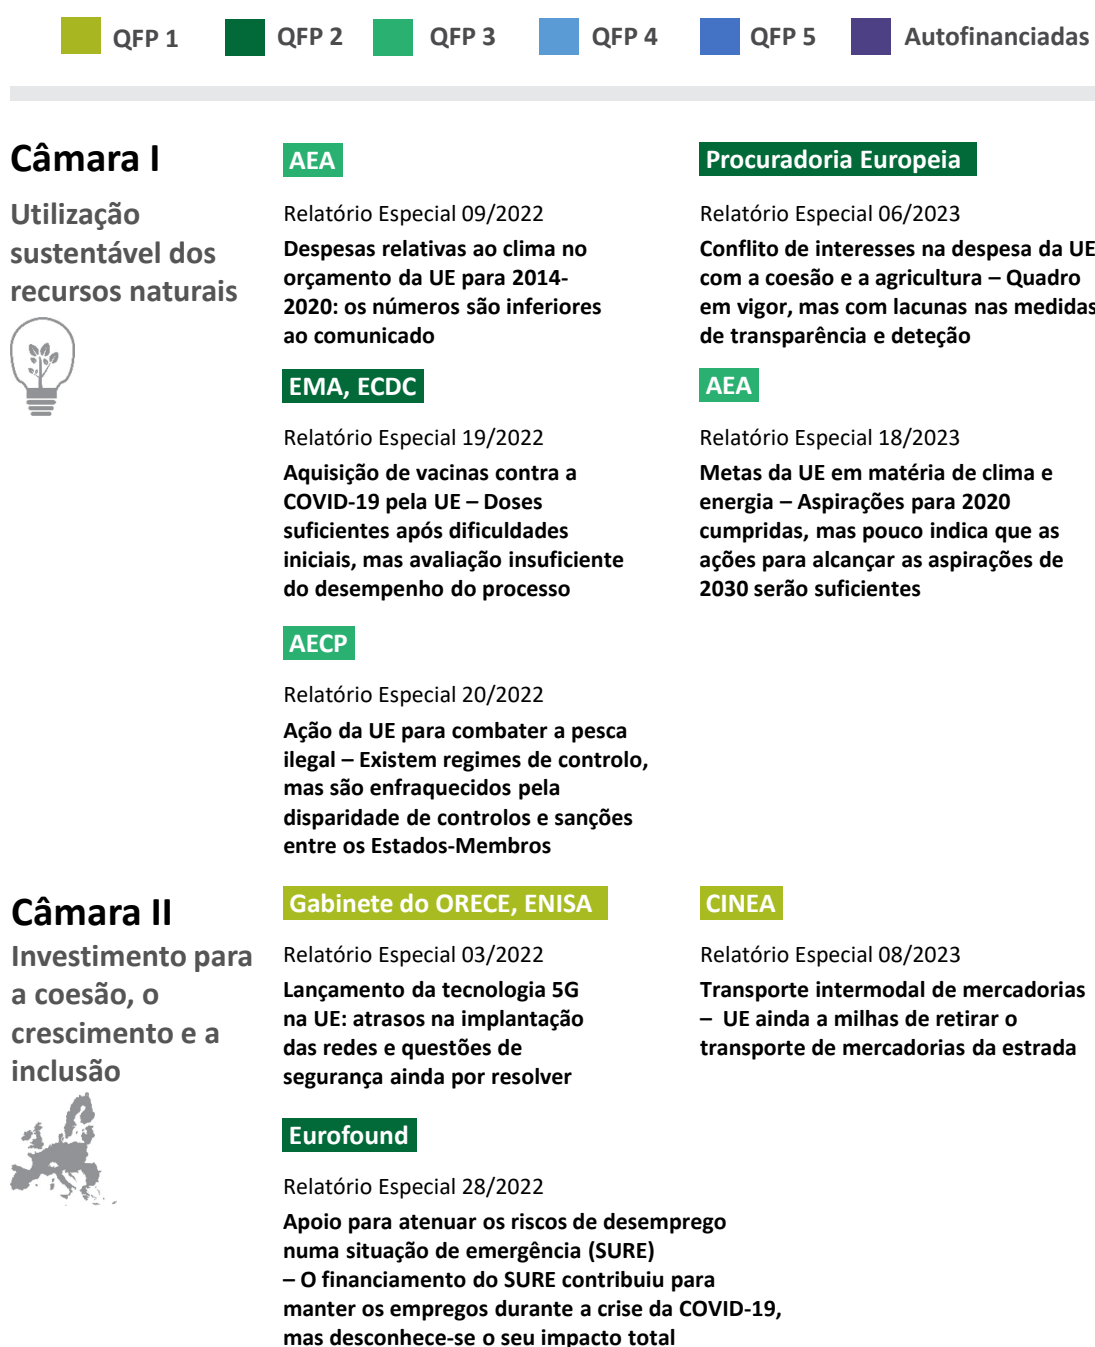 QFP 1 QFP 2 QFP 3 QFP 4 QFP 5 Autofinanciadas
Câmara I
Utilização
sustentável dos
recursos naturais
AEA
Relatório Especial 09/2022
Despesas relativas ao clima no
orçamento da UE para 2014-
2020: os números são inferiores
ao comunicado
EMA, ECDC
Relatório Especial 19/2022
Aquisição de vacinas contra a
COVID-19 pela UE – Doses
suficientes após dificuldades
iniciais, mas avaliação insuficiente
do desempenho do processo
AECP
Relatório Especial 20/2022
Ação da UE para combater a pesca
ilegal – Existem regimes de controlo,
mas são enfraquecidos pela
disparidade de controlos e sanções
entre os Estados-Membros
Procuradoria Europeia
Relatório Especial 06/2023
Conflito de interesses na despesa da UE
com a coesão e a agricultura – Quadro
em vigor, mas com lacunas nas medidas
de transparência e deteção
AEA
Relatório Especial 18/2023
Metas da UE em matéria de clima e
energia – Aspirações para 2020
cumpridas, mas pouco indica que as
ações para alcançar as aspirações de
2030 serão suficientes
Câmara II
Investimento para
a coesão, o
crescimento e a
inclusão
Gabinete do ORECE, ENISA
Relatório Especial 03/2022
Lançamento da tecnologia 5G
na UE: atrasos na implantação
das redes e questões de
segurança ainda por resolver
Eurofound
Relatório Especial 28/2022
Apoio para atenuar os riscos de desemprego
numa situação de emergência (SURE)
– O financiamento do SURE contribuiu para
manter os empregos durante a crise da COVID-19,
mas desconhece-se o seu impacto total
CINEA
Relatório Especial 08/2023
Transporte intermodal de mercadorias
– UE ainda a milhas de retirar o
transporte de mercadorias da estrada